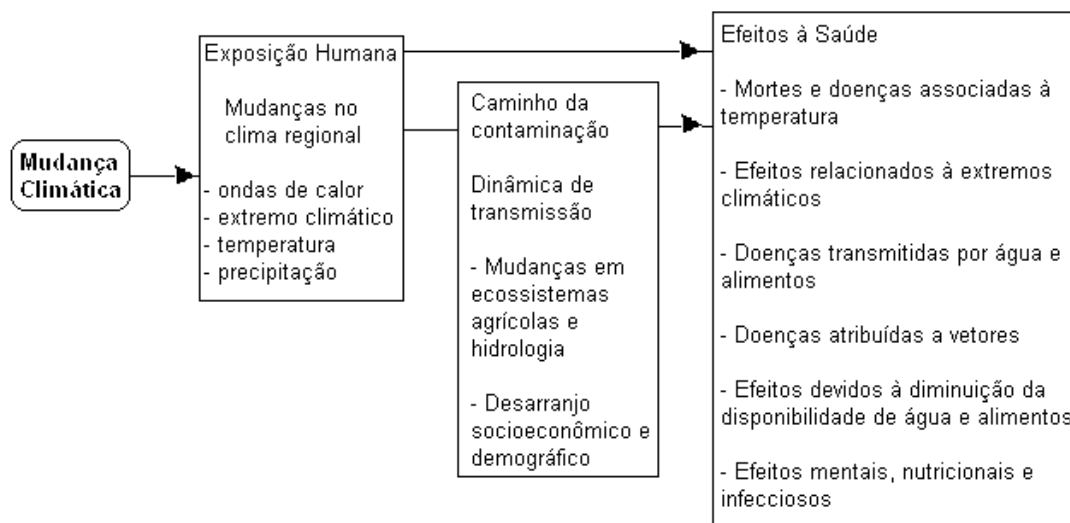 Mudança
Climática
Exposição Humana
Mudanças no
clima regional
- ondas de calor
- extremo climático
- temperatura
- precipitação
Caminho da
contaminação
Dinâmica de
transmissão
- Mudanças em
ecossistemas
agrícolas e
hidrologia
- Desarranjo
socioeconômico e
demográfico
Efeitos à Saúde
- Mortes e doenças associadas à
temperatura
- Efeitos relacionados à extremos
climáticos
- Doenças transmitidas por água e
alimentos
- Doenças atribuídas a vetores
- Efeitos devidos à diminuição da
disponibilidade de água e alimentos
- Efeitos mentais, nutricionais e
infecciosos